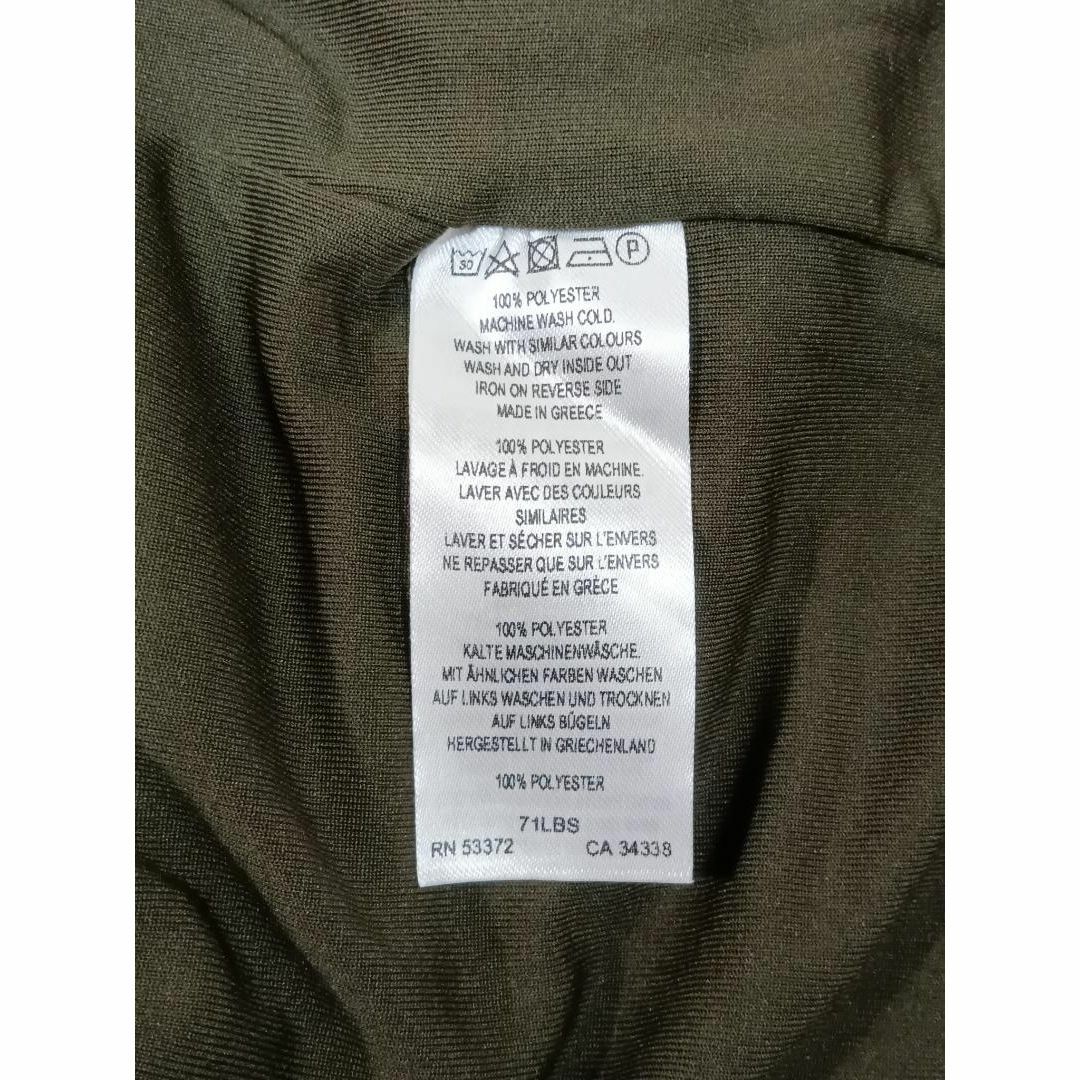 30 P
100% POLYESTER
MACHINE WASH COLD.
WASH WITH SIMILAR COLOURS
WASH AND DRY INSIDE OUT
IRON ON REVERSE SIDE
MADE IN GREECE
100% POLYESTER
LAVAGE À FROID EN MACHINE.
LAVER AVEC DES COULEURS
SIMILAIRES
LAVER ET SÉCHER SUR L'ENVERS
NE REPASSER QUE SUR L'ENVERS
FABRIQUÉ EN GRÈCE
100% POLYESTER
KALTE MASCHINENWÄSCHE.
MIT ÄHNLICHEN FARBEN WASCHEN
AUF LINKS WASCHEN UND TROCKNEN
AUF LINKS BÜGELN
HERGESTELLT IN GRIECHENLAND
100% POLYESTER
71LBS
RN 53372 CA 34338